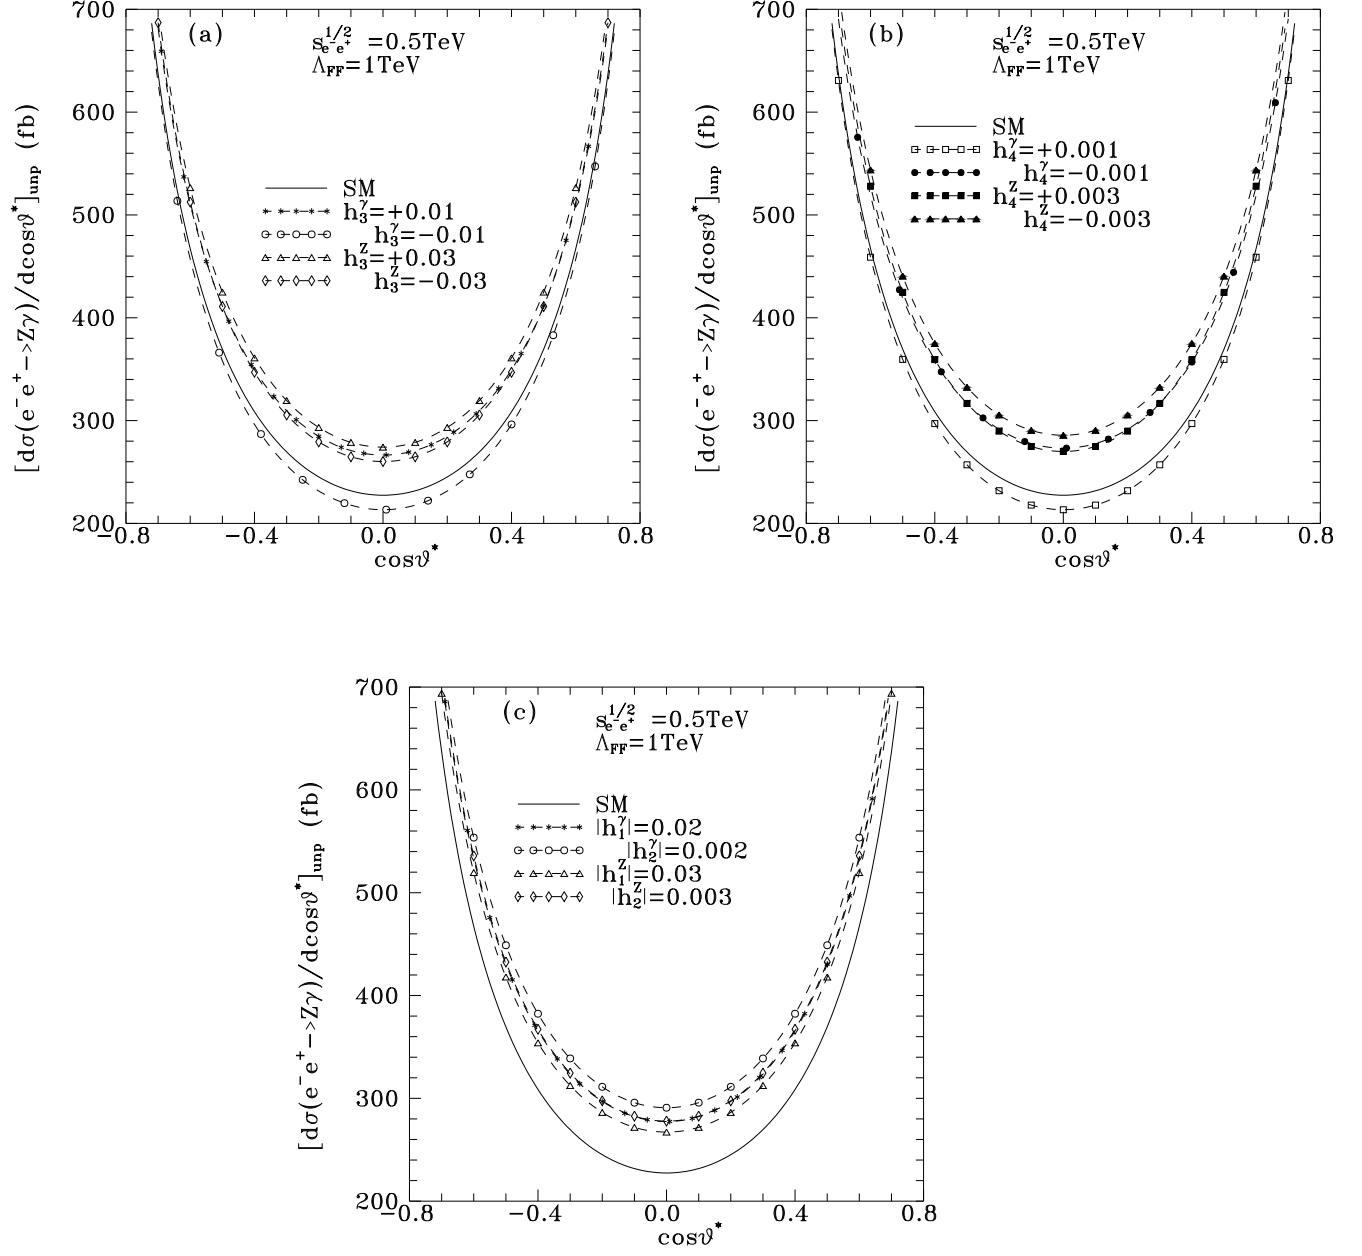 (a)
s_{e⁻e⁺}^{1/2} =0.5TeV
Λ_FF=1TeV
SM
h_3^γ=+0.01
h_3^γ=−0.01
h_3^Z=+0.03
h_3^Z=−0.03
[dσ(e⁻e⁺−>Zγ)/dcosϑ*]_unp (fb)
700
600
500
400
300
200
−0.8 −0.4 0.0 0.4 0.8
cosϑ*
(b)
s_{e⁻e⁺}^{1/2} =0.5TeV
Λ_FF=1TeV
SM
h_4^γ=+0.001
h_4^γ=−0.001
h_4^Z=+0.003
h_4^Z=−0.003
[dσ(e⁻e⁺−>Zγ)/dcosϑ*]_unp (fb)
700
600
500
400
300
200
−0.8 −0.4 0.0 0.4 0.8
cosϑ*
(c)
s_{e⁻e⁺}^{1/2} =0.5TeV
Λ_FF=1TeV
SM
|h_1^γ|=0.02
|h_2^γ|=0.002
|h_1^Z|=0.03
|h_2^Z|=0.003
[dσ(e⁻e⁺−>Zγ)/dcosϑ*]_unp (fb)
700
600
500
400
300
200
−0.8 −0.4 0.0 0.4 0.8
cosϑ*